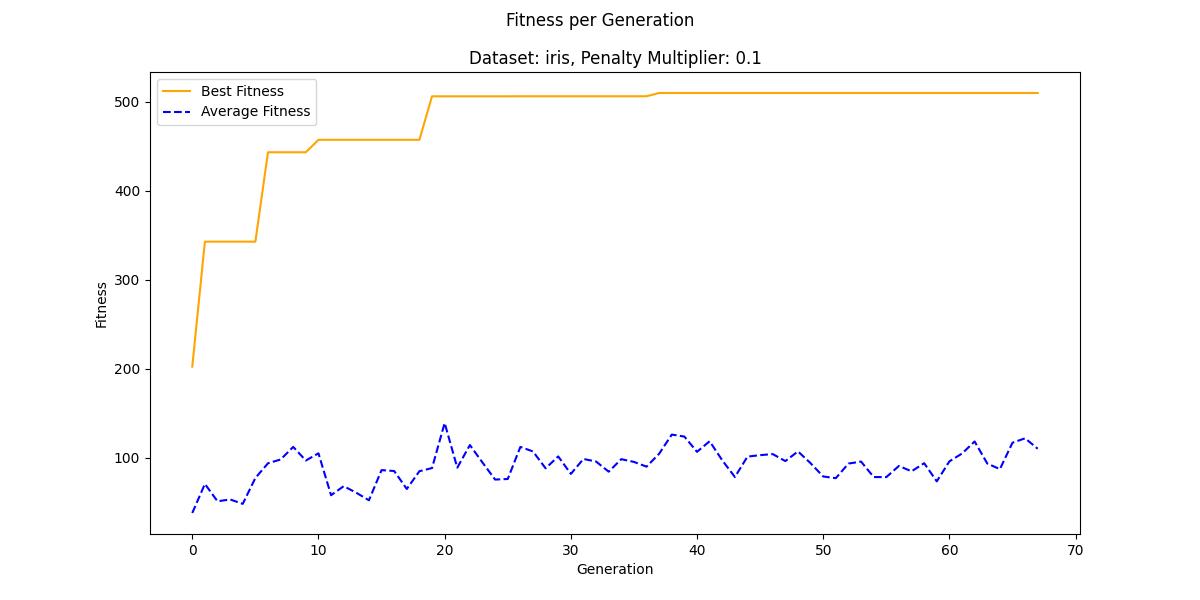 Fitness per Generation
Dataset: iris, Penalty Multiplier: 0.1
Best Fitness
Average Fitness
500
400
300
200
100
Fitness
0 10 20 30 40 50 60 70
Generation